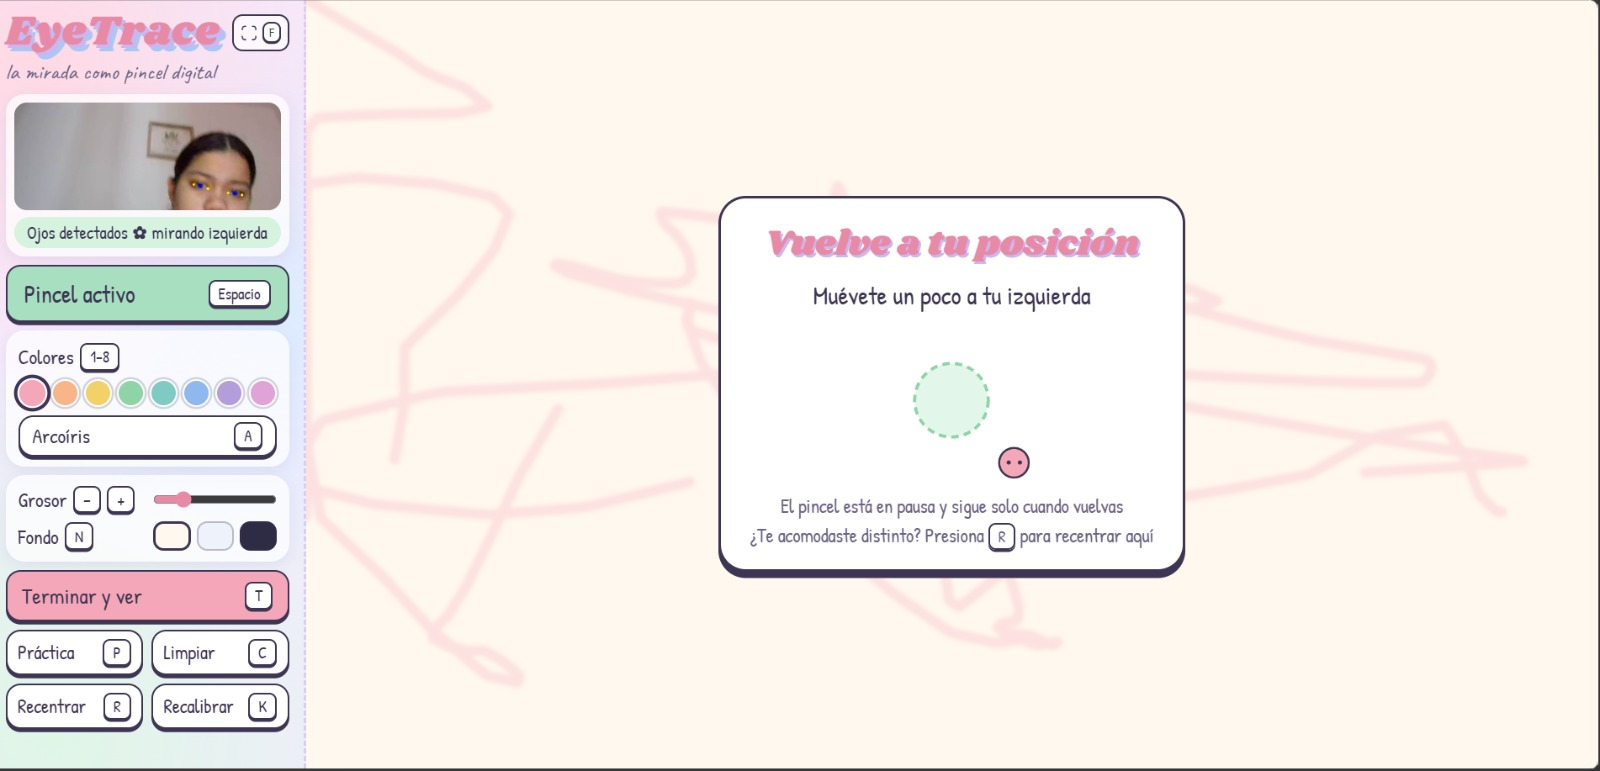 EyeTrace
F
la mirada como pincel digital
Ojos detectados ✿ mirando izquierda
Pincel activo Espacio
Colores 1-8
Arcoíris A
Grosor - +
Fondo N
Terminar y ver T
Práctica P Limpiar C
Recentrar R Recalibrar K
Vuelve a tu posición
Muévete un poco a tu izquierda
El pincel está en pausa y sigue solo cuando vuelvas
¿Te acomodaste distinto? Presiona R para recentrar aquí